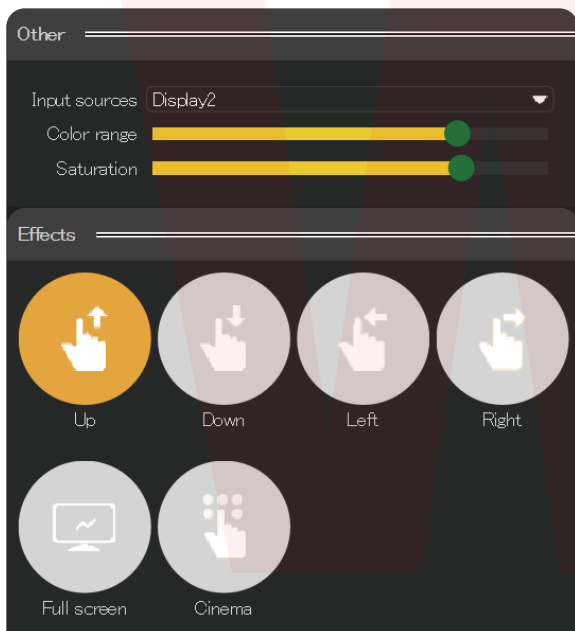 Other
Input sources Display2
Color range
Saturation
Effects
Up Down Left Right
Full screen Cinema